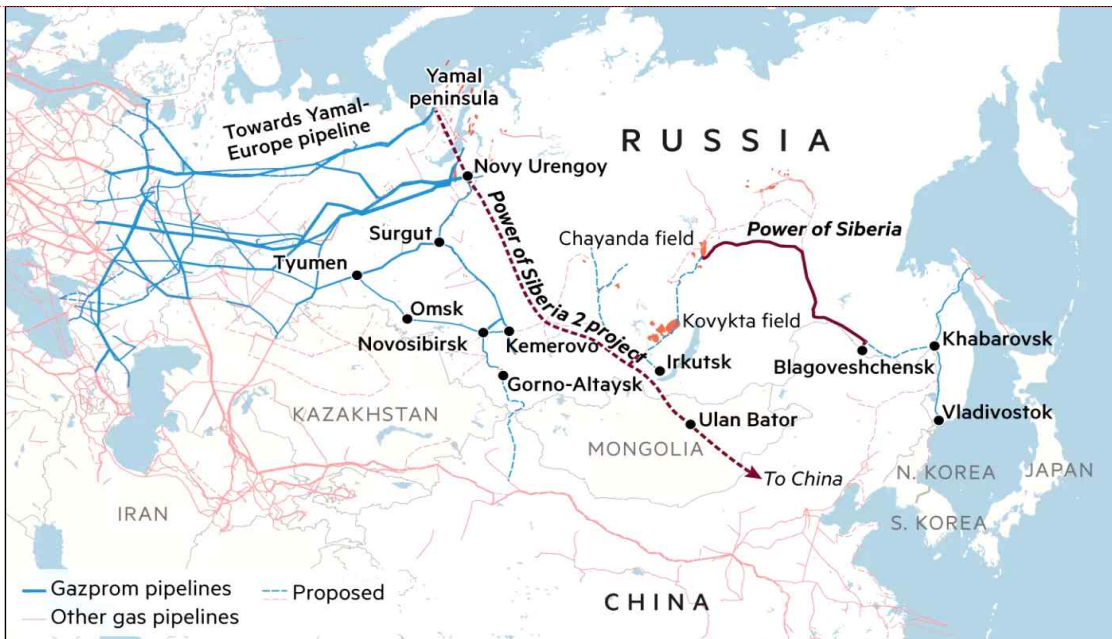 Yamal
peninsula
Towards Yamal-
Europe pipeline
RUSSIA
Novy Urengoy
Power of Siberia 2 project
Surgut
Chayanda field
Power of Siberia
Tyumen
Omsk
Kovykta field
Novosibirsk
Kemerovo
Irkutsk
Khabarovsk
Blagoveshchensk
Gorno-Altaysk
KAZAKHSTAN
Ulan Bator
Vladivostok
MONGOLIA
To China
N. KOREA
JAPAN
IRAN
S. KOREA
Gazprom pipelines
Proposed
Other gas pipelines
CHINA